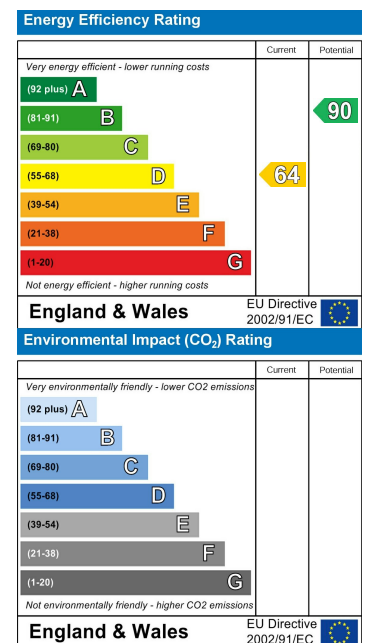 Energy Efficiency Rating
Current Potential
Very energy efficient - lower running costs
(92 plus) A
(81-91) B
(69-80) C
(55-68) D
(39-54) E
(21-38) F
(1-20) G
90
64
Not energy efficient - higher running costs
England & Wales
EU Directive
2002/91/EC
Environmental Impact (CO₂) Rating
Current Potential
Very environmentally friendly - lower CO2 emissions
(92 plus) A
(81-91) B
(69-80) C
(55-68) D
(39-54) E
(21-38) F
(1-20) G
Not environmentally friendly - higher CO2 emissions
England & Wales
EU Directive
2002/91/EC